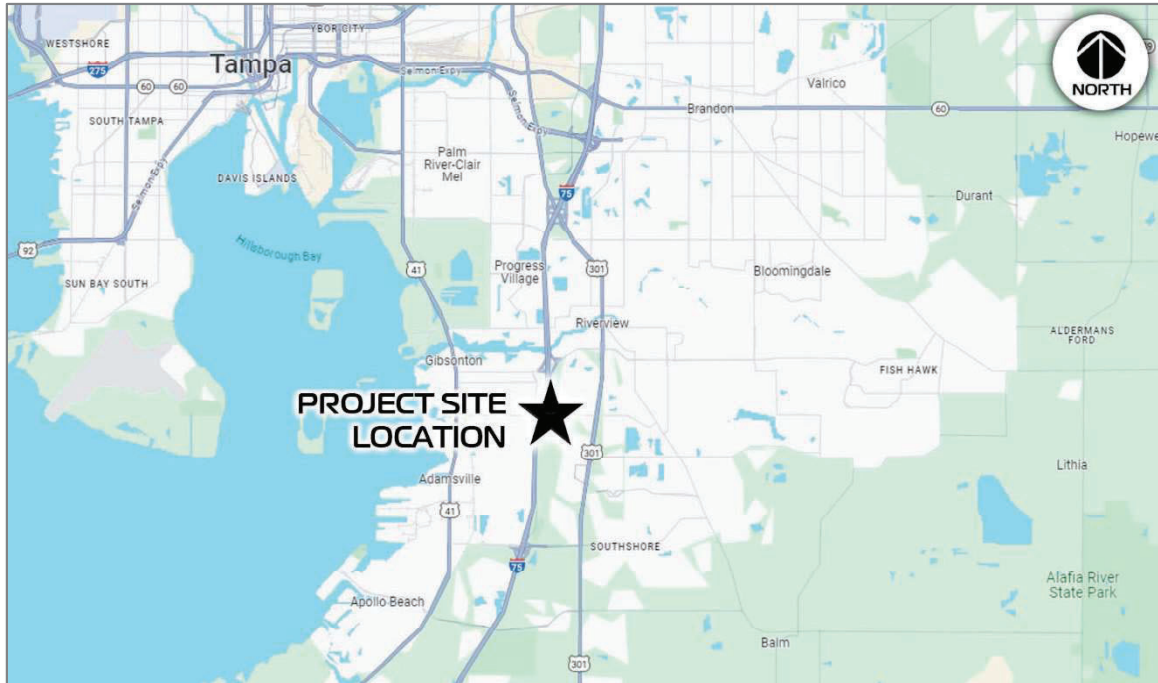 YBOR CITY
WESTSHORE
275
Tampa
Selmon Expy
60
60
Valrico
NORTH
Brandon
60
SOUTH TAMPA
Selmon Expy
Hopewe
Palm
River-Clair
Mel
DAVIS ISLANDS
Selmon Expy
75
Durant
92
Hillsborough Bay
41
Progress
Village
301
Bloomingdale
SUN BAY SOUTH
Riverview
ALDERMANS
FORD
Gibsonton
FISH HAWK
PROJECT SITE
LOCATION
301
Lithia
Adamsville
41
SOUTHSHORE
75
Alafia River
State Park
Apollo Beach
Balm
301